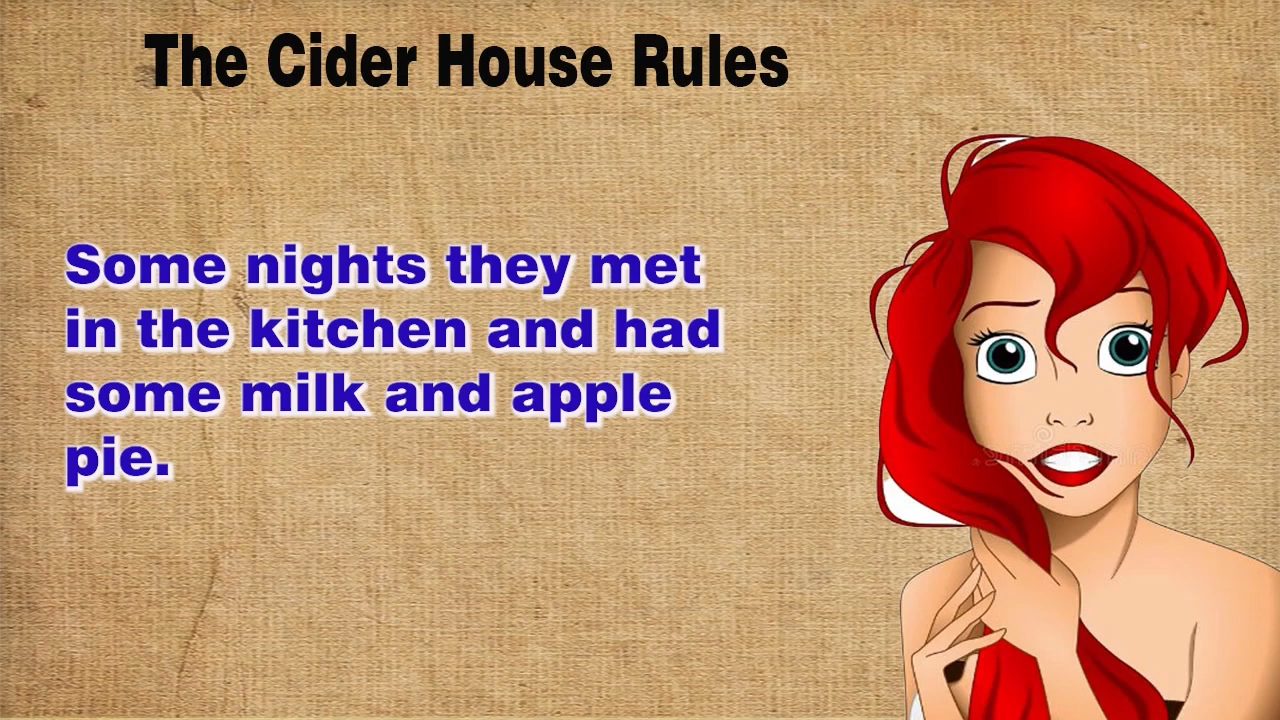 The Cider House Rules
Some nights they met
in the kitchen and had
some milk and apple
pie.